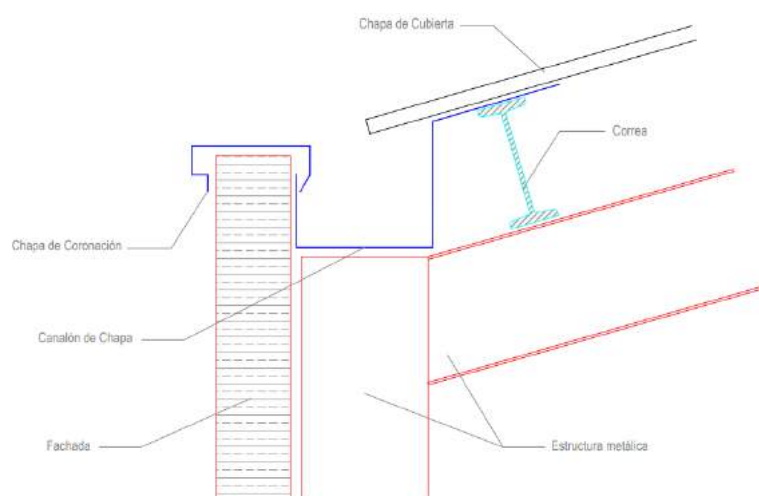 Chapa de Cubierta
Correa
Chapa de Coronación
Canalón de Chapa
Fachada
Estructura metálica